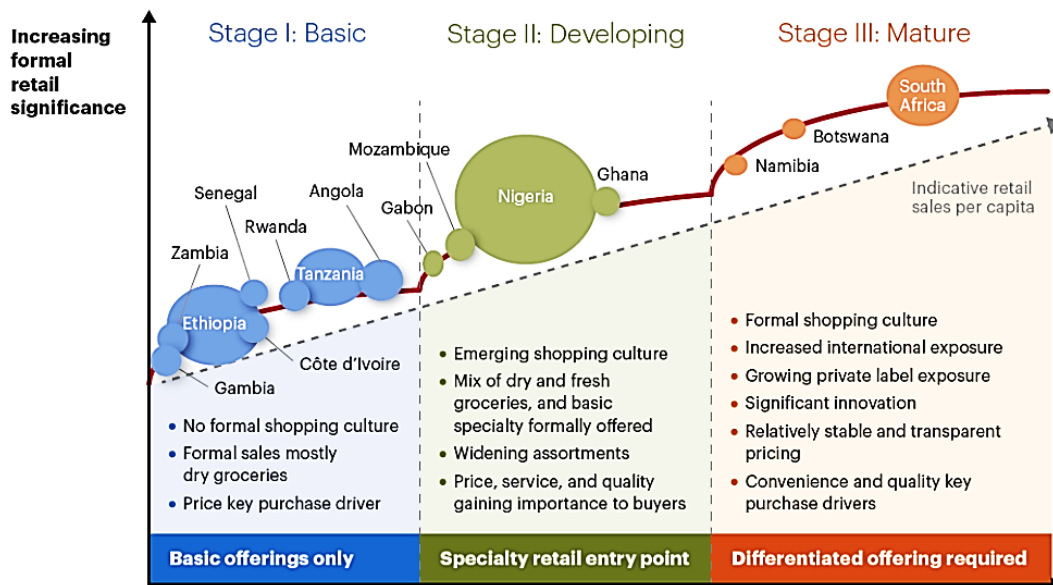 Increasing
formal
retail
significance
Stage I: Basic
Stage II: Developing
Stage III: Mature
South
Africa
Botswana
Namibia
Mozambique
Nigeria
Ghana
Senegal
Angola
Gabon
Indicative retail
sales per capita
Rwanda
Zambia
Tanzania
Ethiopia
Côte d'Ivoire
Gambia
• No formal shopping culture
• Formal sales mostly
dry groceries
• Price key purchase driver
• Emerging shopping culture
• Mix of dry and fresh
groceries, and basic
specialty formally offered
• Widening assortments
• Price, service, and quality
gaining importance to buyers
• Formal shopping culture
• Increased international exposure
• Growing private label exposure
• Significant innovation
• Relatively stable and transparent
pricing
• Convenience and quality key
purchase drivers
Basic offerings only
Specialty retail entry point
Differentiated offering required